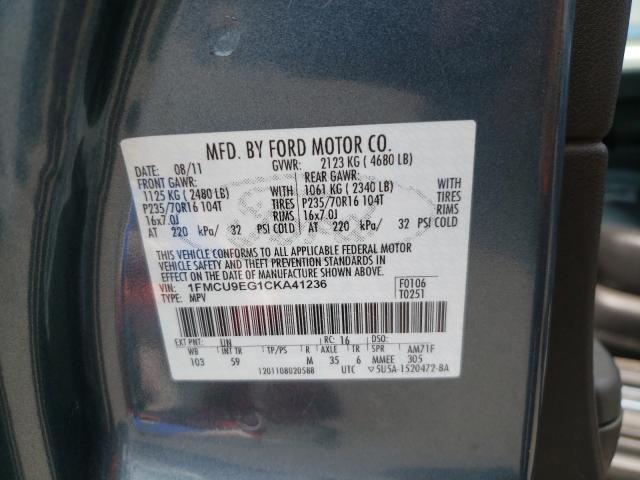 MFD. BY FORD MOTOR CO.
DATE: 08/11 GVWR: 2123 KG ( 4680 LB)
FRONT GAWR: REAR GAWR:
1125 KG ( 2480 LB) WITH 1061 KG ( 2340 LB) WITH
P235/70R16 104T TIRES P235/70R16 104T TIRES
16x7.0J RIMS 16x7.0J RIMS
AT 220 kPa/ 32 PSI COLD AT 220 kPa/ 32 PSI COLD
THIS VEHICLE CONFORMS TO ALL APPLICABLE FEDERAL MOTOR
VEHICLE SAFETY AND THEFT PREVENTION STANDARDS IN
EFFECT ON THE DATE OF MANUFACTURE SHOWN ABOVE.
VIN: 1FMCU9EG1CKA41236 F0106
TYPE: MPV T0251
EXT PNT: UN RC: 16 DSO:
WB INT TR TP/PS R AXLE TR SPR AM71F
103 59 M 35 6 MMEE 305
1201108020588 UTC 5U5A-1520472-BA